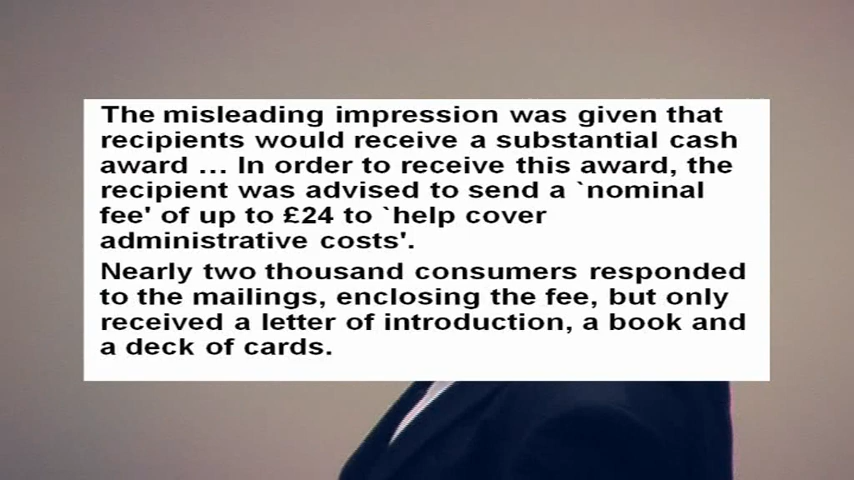 The misleading impression was given that
recipients would receive a substantial cash
award ... In order to receive this award, the
recipient was advised to send a `nominal
fee' of up to £24 to `help cover
administrative costs'.
Nearly two thousand consumers responded
to the mailings, enclosing the fee, but only
received a letter of introduction, a book and
a deck of cards.